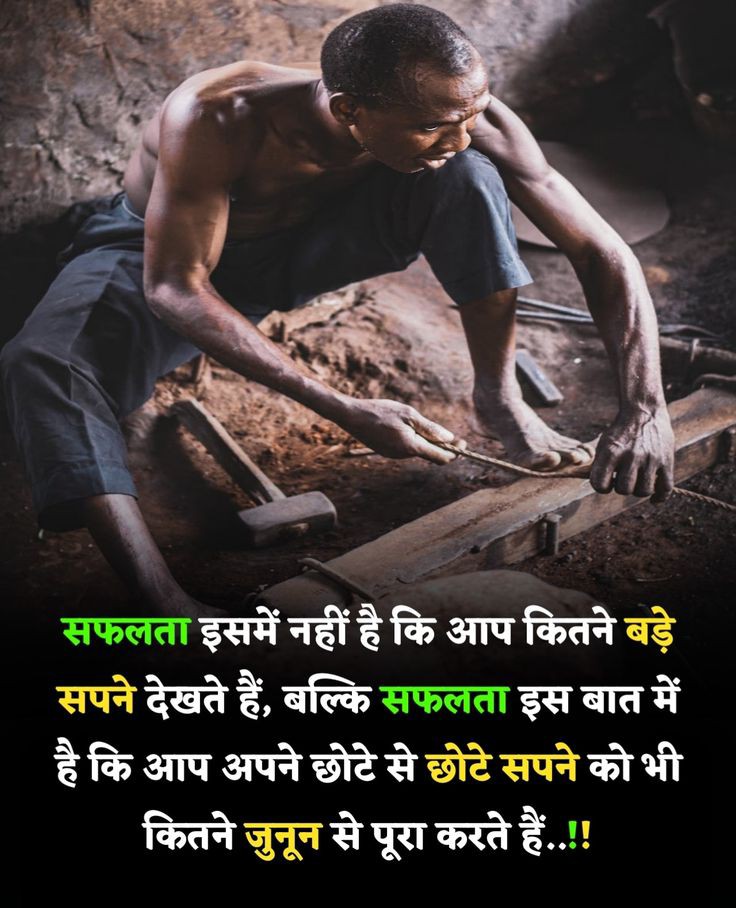 सफलता इसमें नहीं है कि आप कितने बड़े
सपने देखते हैं, बल्कि सफलता इस बात में
है कि आप अपने छोटे से छोटे सपने को भी
कितने जुनून से पूरा करते हैं..!!